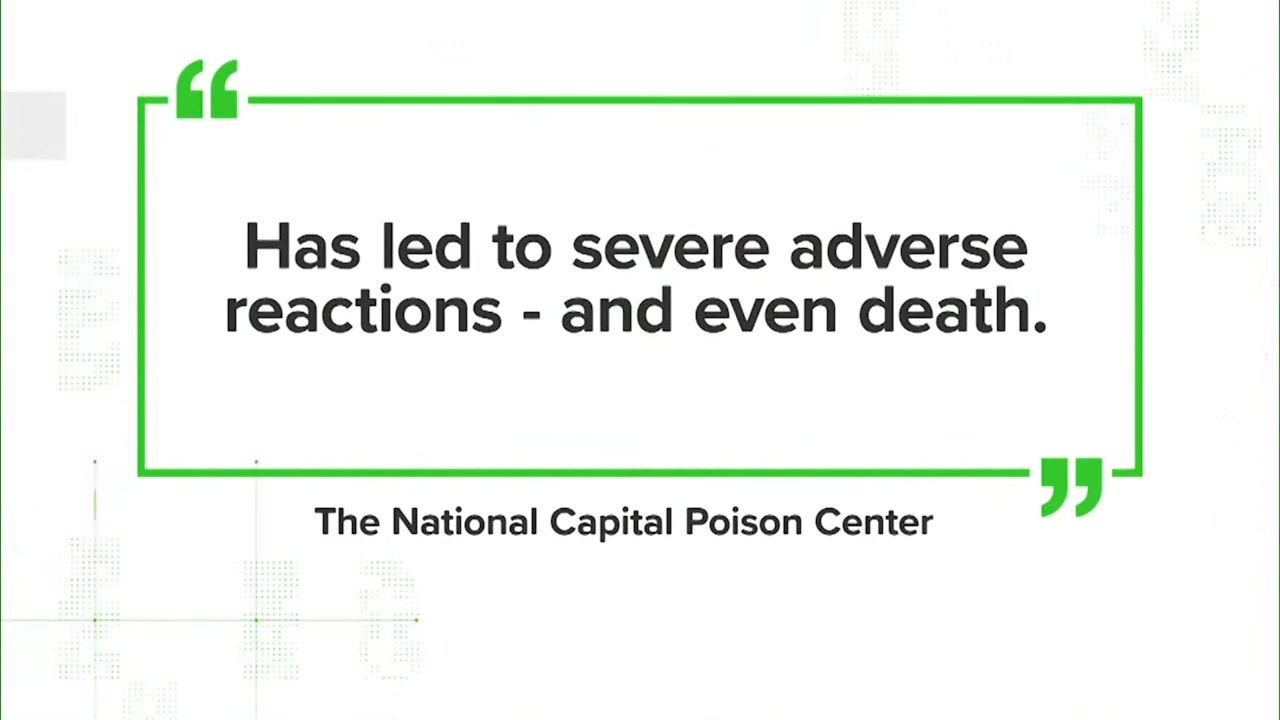 “
Has led to severe adverse
reactions - and even death.
”
The National Capital Poison Center